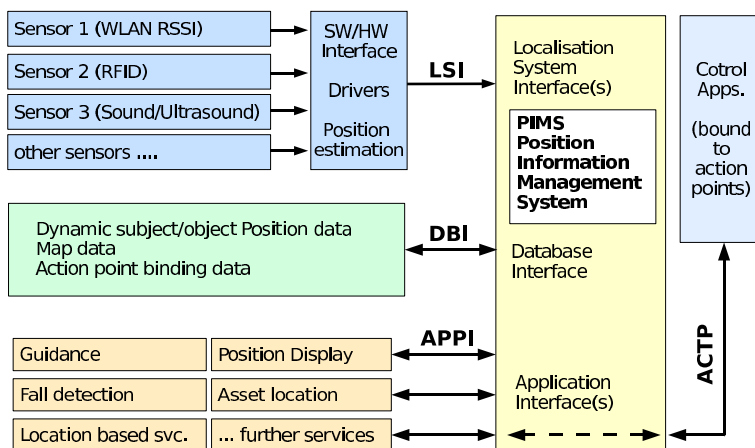 Sensor 1 (WLAN RSSI)
Sensor 2 (RFID)
Sensor 3 (Sound/Ultrasound)
other sensors ....
SW/HW
Interface
Drivers
Position
estimation
LSI
Localisation
System
Interface(s)
PIMS
Position
Information
Management
System
Database
Interface
Application
Interface(s)
Cotrol
Apps.
(bound
to
action
points)
Dynamic subject/object Position data
Map data
Action point binding data
DBI
APPI
ACTP
Guidance
Position Display
Fall detection
Asset location
Location based svc.
... further services